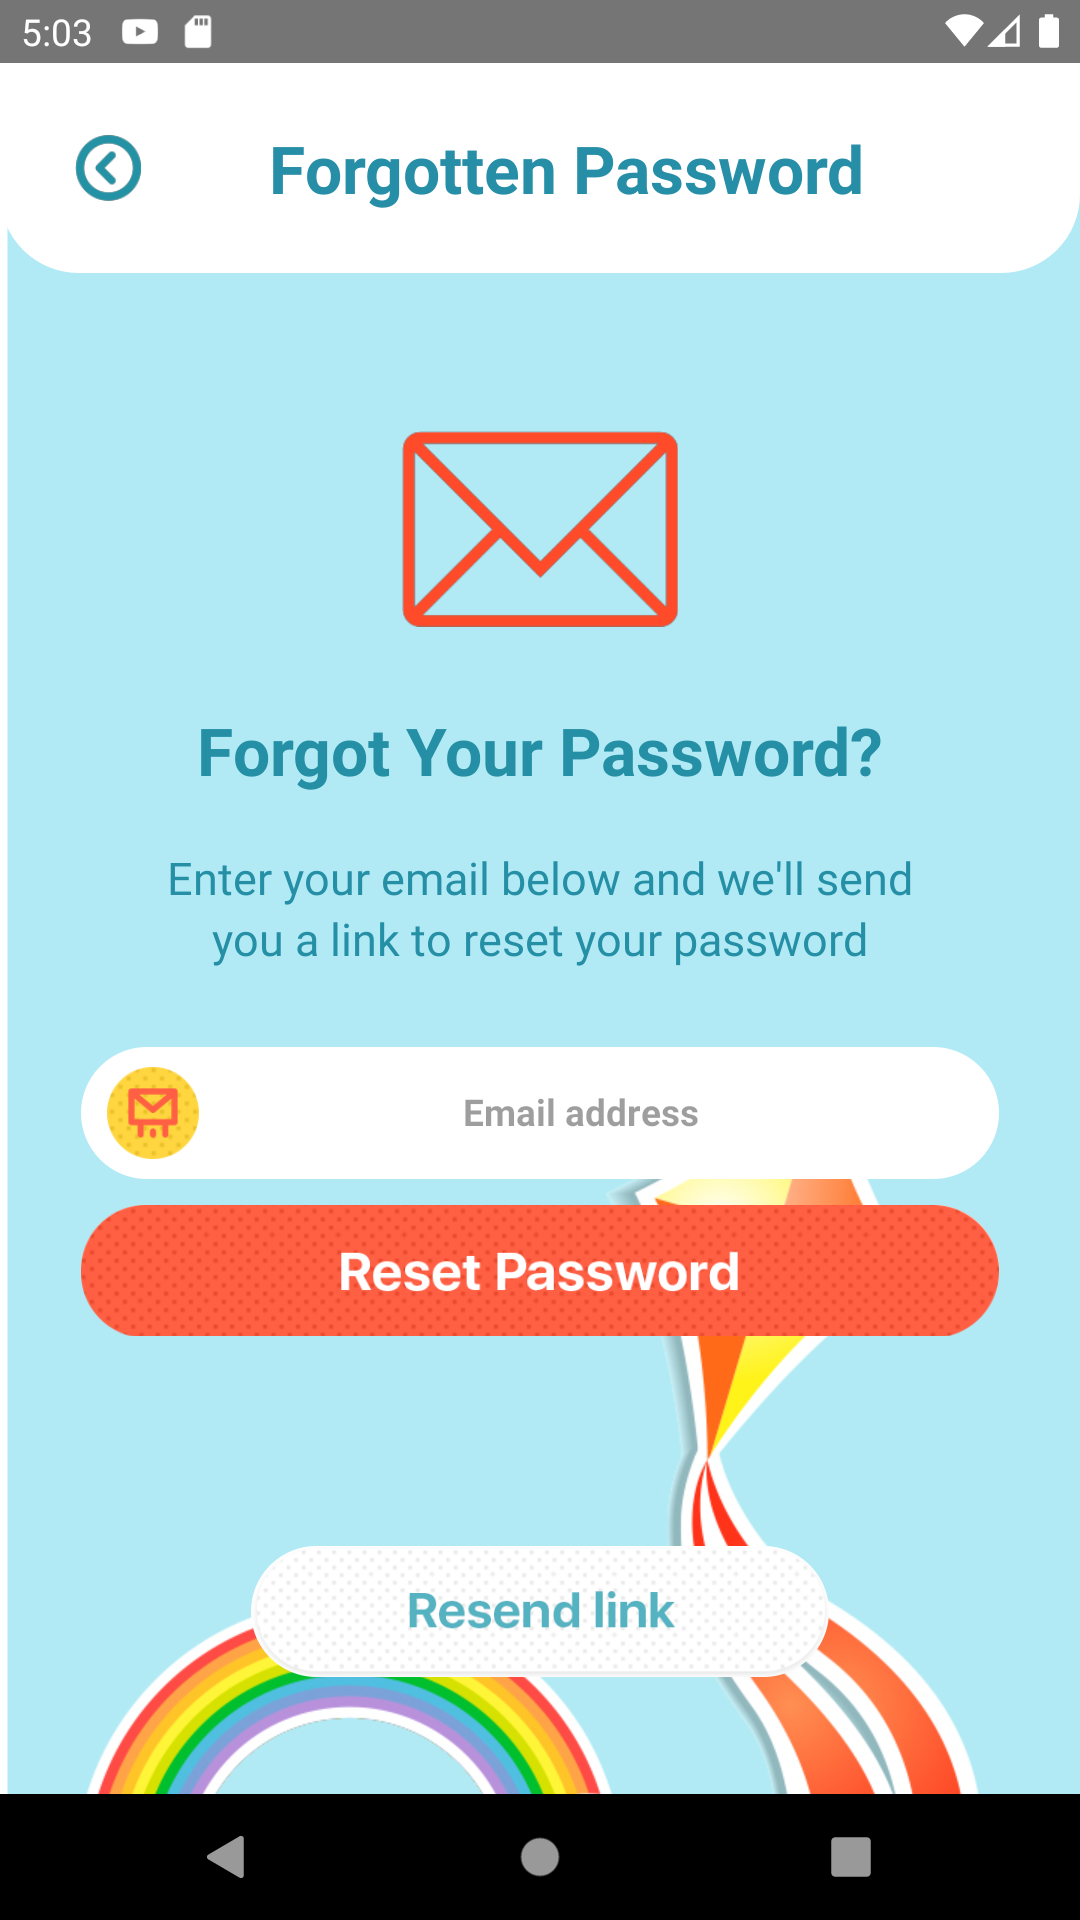 5:03
Forgotten Password
Forgot Your Password?
Enter your email below and we'll send
you a link to reset your password
Email address
Reset Password
Resend link